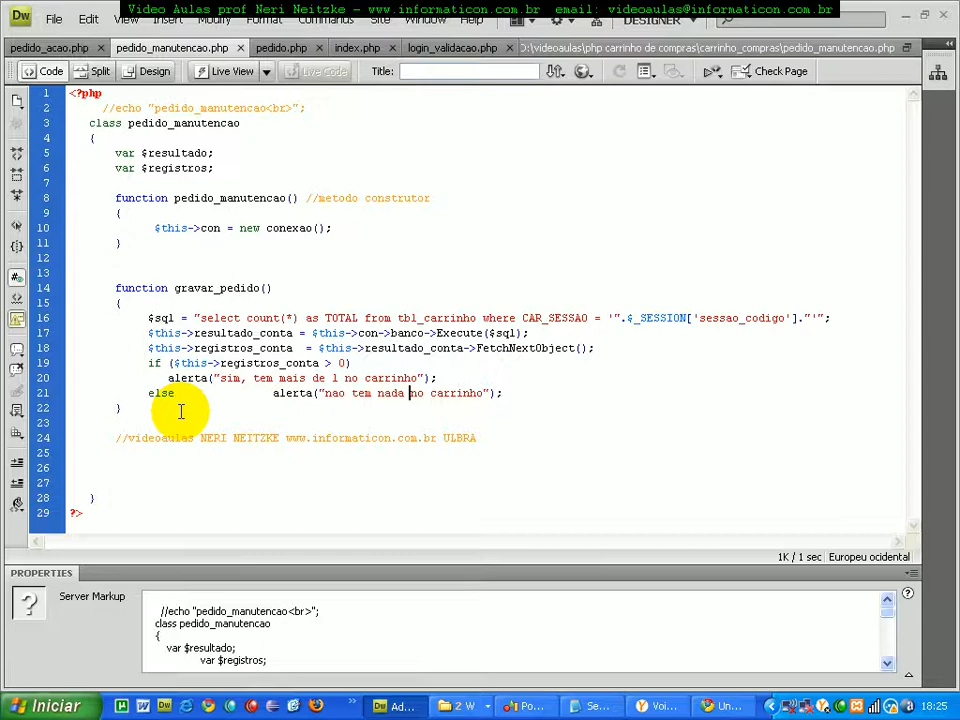 Video Aulas prof Neri Neitzke - www.informaticon.com.br email: videoaulas@informaticon.com.br
Dw File Edit View Insert Modify Format Commands Site Window Help DESIGNER
pedido_acao.php × pedido_manutencao.php × pedido.php × index.php × login_validacao.php × D:\videoaulas\php carrinho de compras\carrinho_compras\pedido_manutencao.php
Code Split Design Live View Live Code Title: Check Page
1 <?php
2 //echo "pedido_manutencao<br>";
3 class pedido_manutencao
4 {
5 var $resultado;
6 var $registros;
7
8 function pedido_manutencao() //metodo construtor
9 {
10 $this->con = new conexao();
11 }
12
13
14 function gravar_pedido()
15 {
16 $sql = "select count(*) as TOTAL from tbl_carrinho where CAR_SESSAO = '".$_SESSION['sessao_codigo']."'";
17 $this->resultado_conta = $this->con->banco->Execute($sql);
18 $this->registros_conta = $this->resultado_conta->FetchNextObject();
19 if ($this->registros_conta > 0)
20 alerta("sim, tem mais de 1 no carrinho");
21 else alerta("nao tem nada no carrinho");
22 }
23
24 //videoaulas NERI NEITZKE www.informaticon.com.br ULBRA
25
26
27
28 }
29 ?>
1K / 1 sec Europeu ocidental
PROPERTIES
Server Markup
//echo "pedido_manutencao<br>";
class pedido_manutencao
{
var $resultado;
var $registros;
Iniciar Ad... 2 W Po... Se... Voi... Un... 18:25